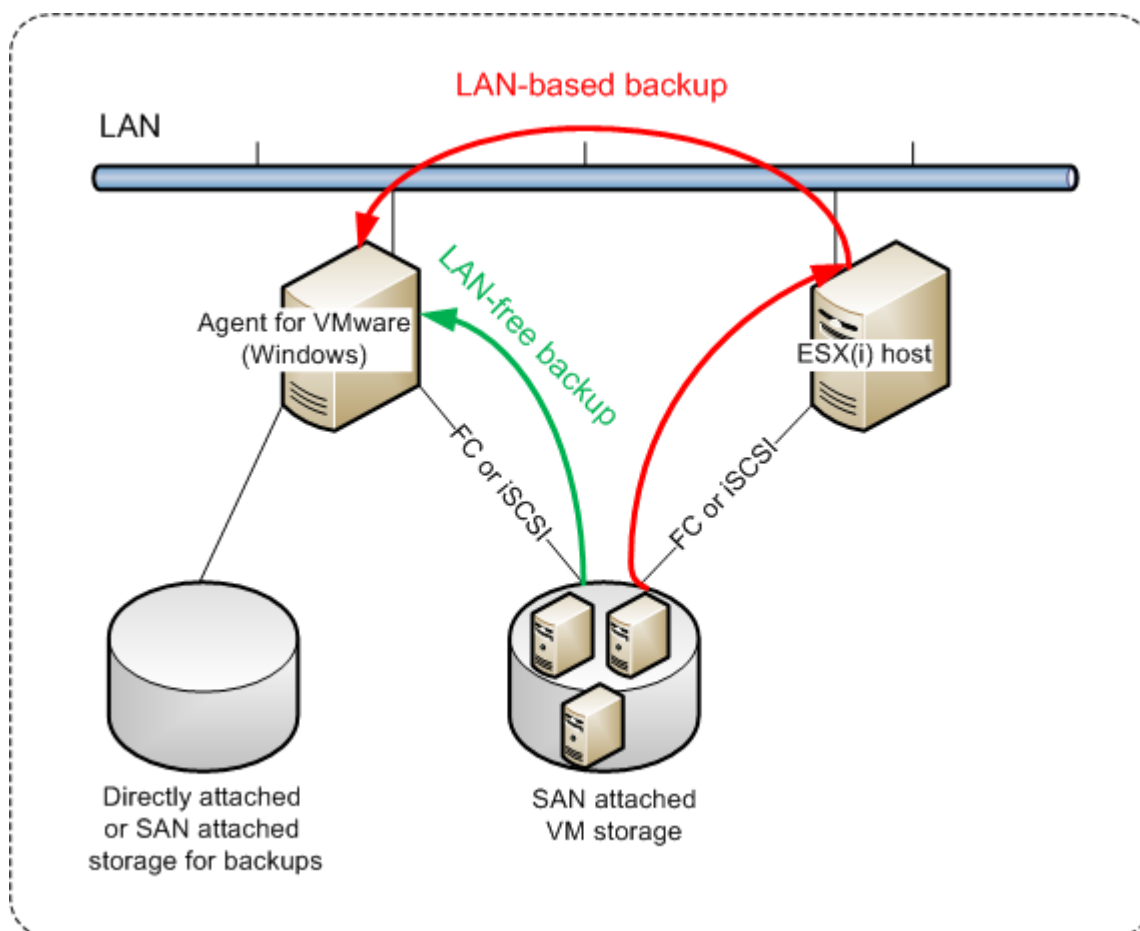 LAN-based backup
LAN
LAN-free backup
Agent for VMware
(Windows)
ESX(i) host
FC or iSCSI
FC or iSCSI
Directly attached
or SAN attached
storage for backups
SAN attached
VM storage